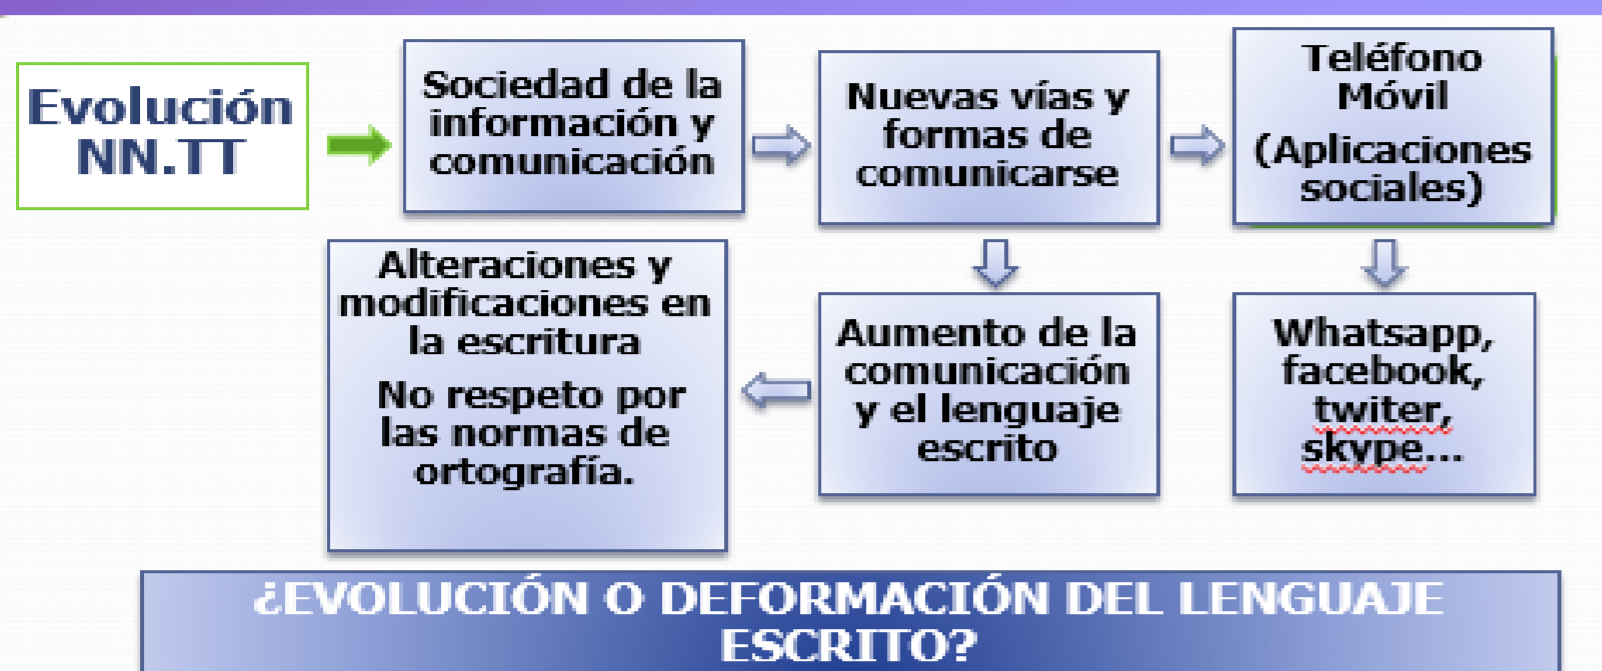 Evolución
NN.TT
Sociedad de la
información y
comunicación
Nuevas vías y
formas de
comunicarse
Teléfono
Móvil
(Aplicaciones
sociales)
Alteraciones y
modificaciones en
la escritura
No respeto por
las normas de
ortografía.
Aumento de la
comunicación
y el lenguaje
escrito
Whatsapp,
facebook,
twiter,
skype...
¿EVOLUCIÓN O DEFORMACIÓN DEL LENGUAJE
ESCRITO?